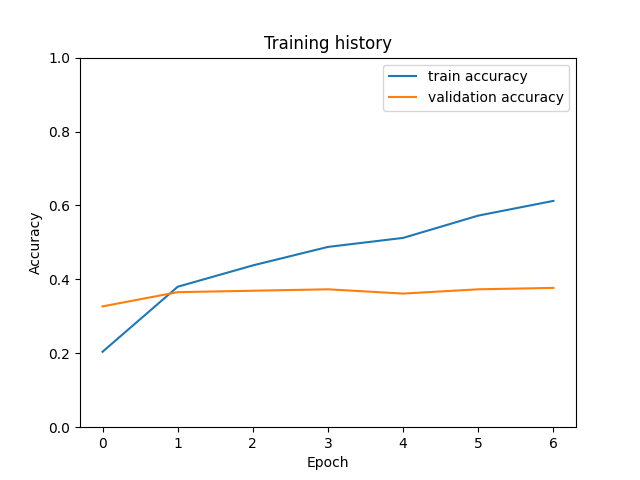 Training history
train accuracy
validation accuracy
Accuracy
1.0
0.8
0.6
0.4
0.2
0.0
0 1 2 3 4 5 6
Epoch